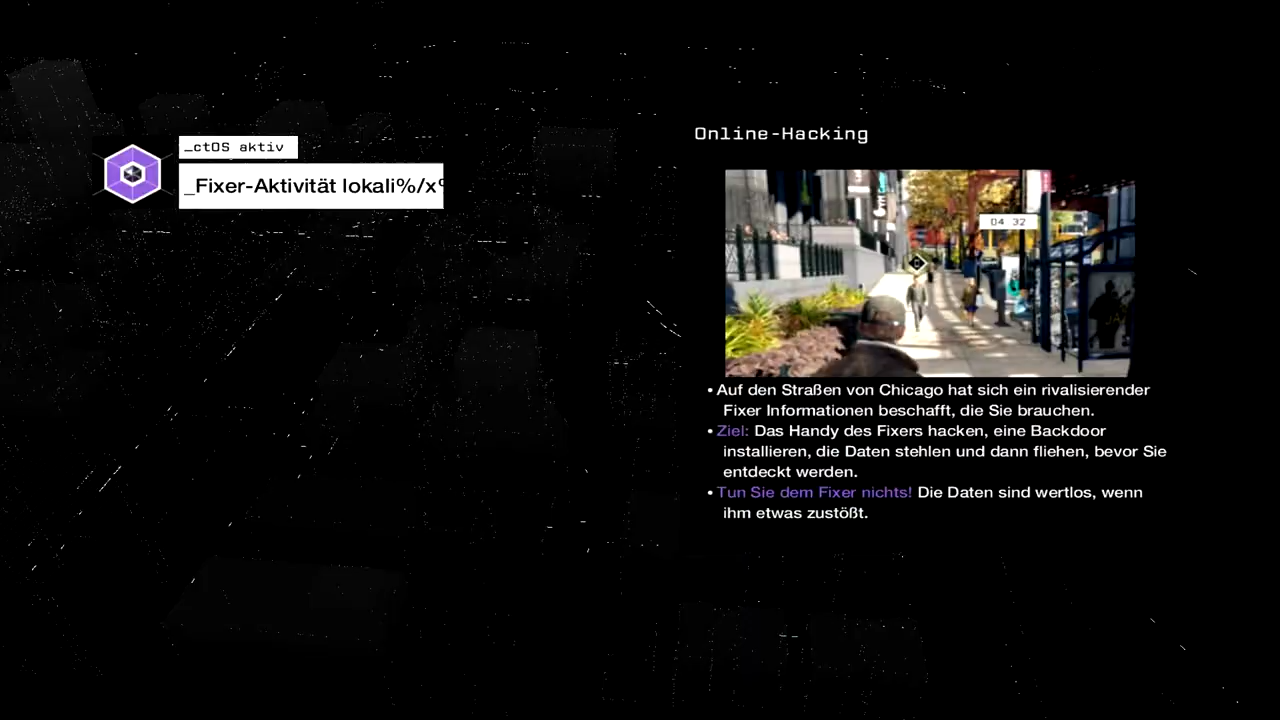 _ctOS aktiv
_Fixer-Aktivität lokali%/x
Online-Hacking
04 32
• Auf den Straßen von Chicago hat sich ein rivalisierender
Fixer Informationen beschafft, die Sie brauchen.
• Ziel: Das Handy des Fixers hacken, eine Backdoor
installieren, die Daten stehlen und dann fliehen, bevor Sie
entdeckt werden.
• Tun Sie dem Fixer nichts! Die Daten sind wertlos, wenn
ihm etwas zustößt.